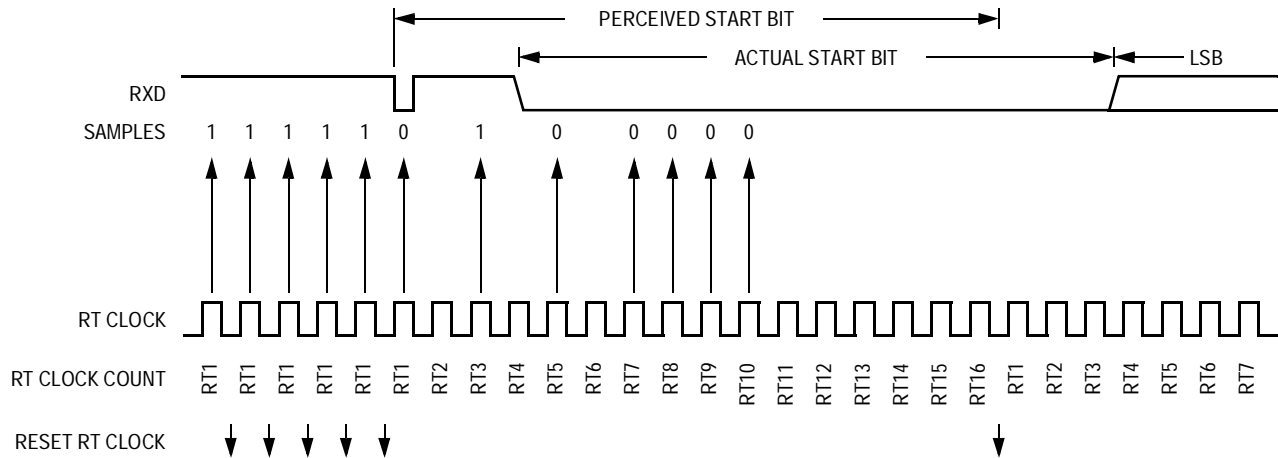 PERCEIVED START BIT
ACTUAL START BIT LSB
RXD
SAMPLES 1 1 1 1 1 0 1 0 0 0 0 0
RT CLOCK
RT CLOCK COUNT RT1 RT1 RT1 RT1 RT1 RT1 RT2 RT3 RT4 RT5 RT6 RT7 RT8 RT9 RT10 RT11 RT12 RT13 RT14 RT15 RT16 RT1 RT2 RT3 RT4 RT5 RT6 RT7
RESET RT CLOCK